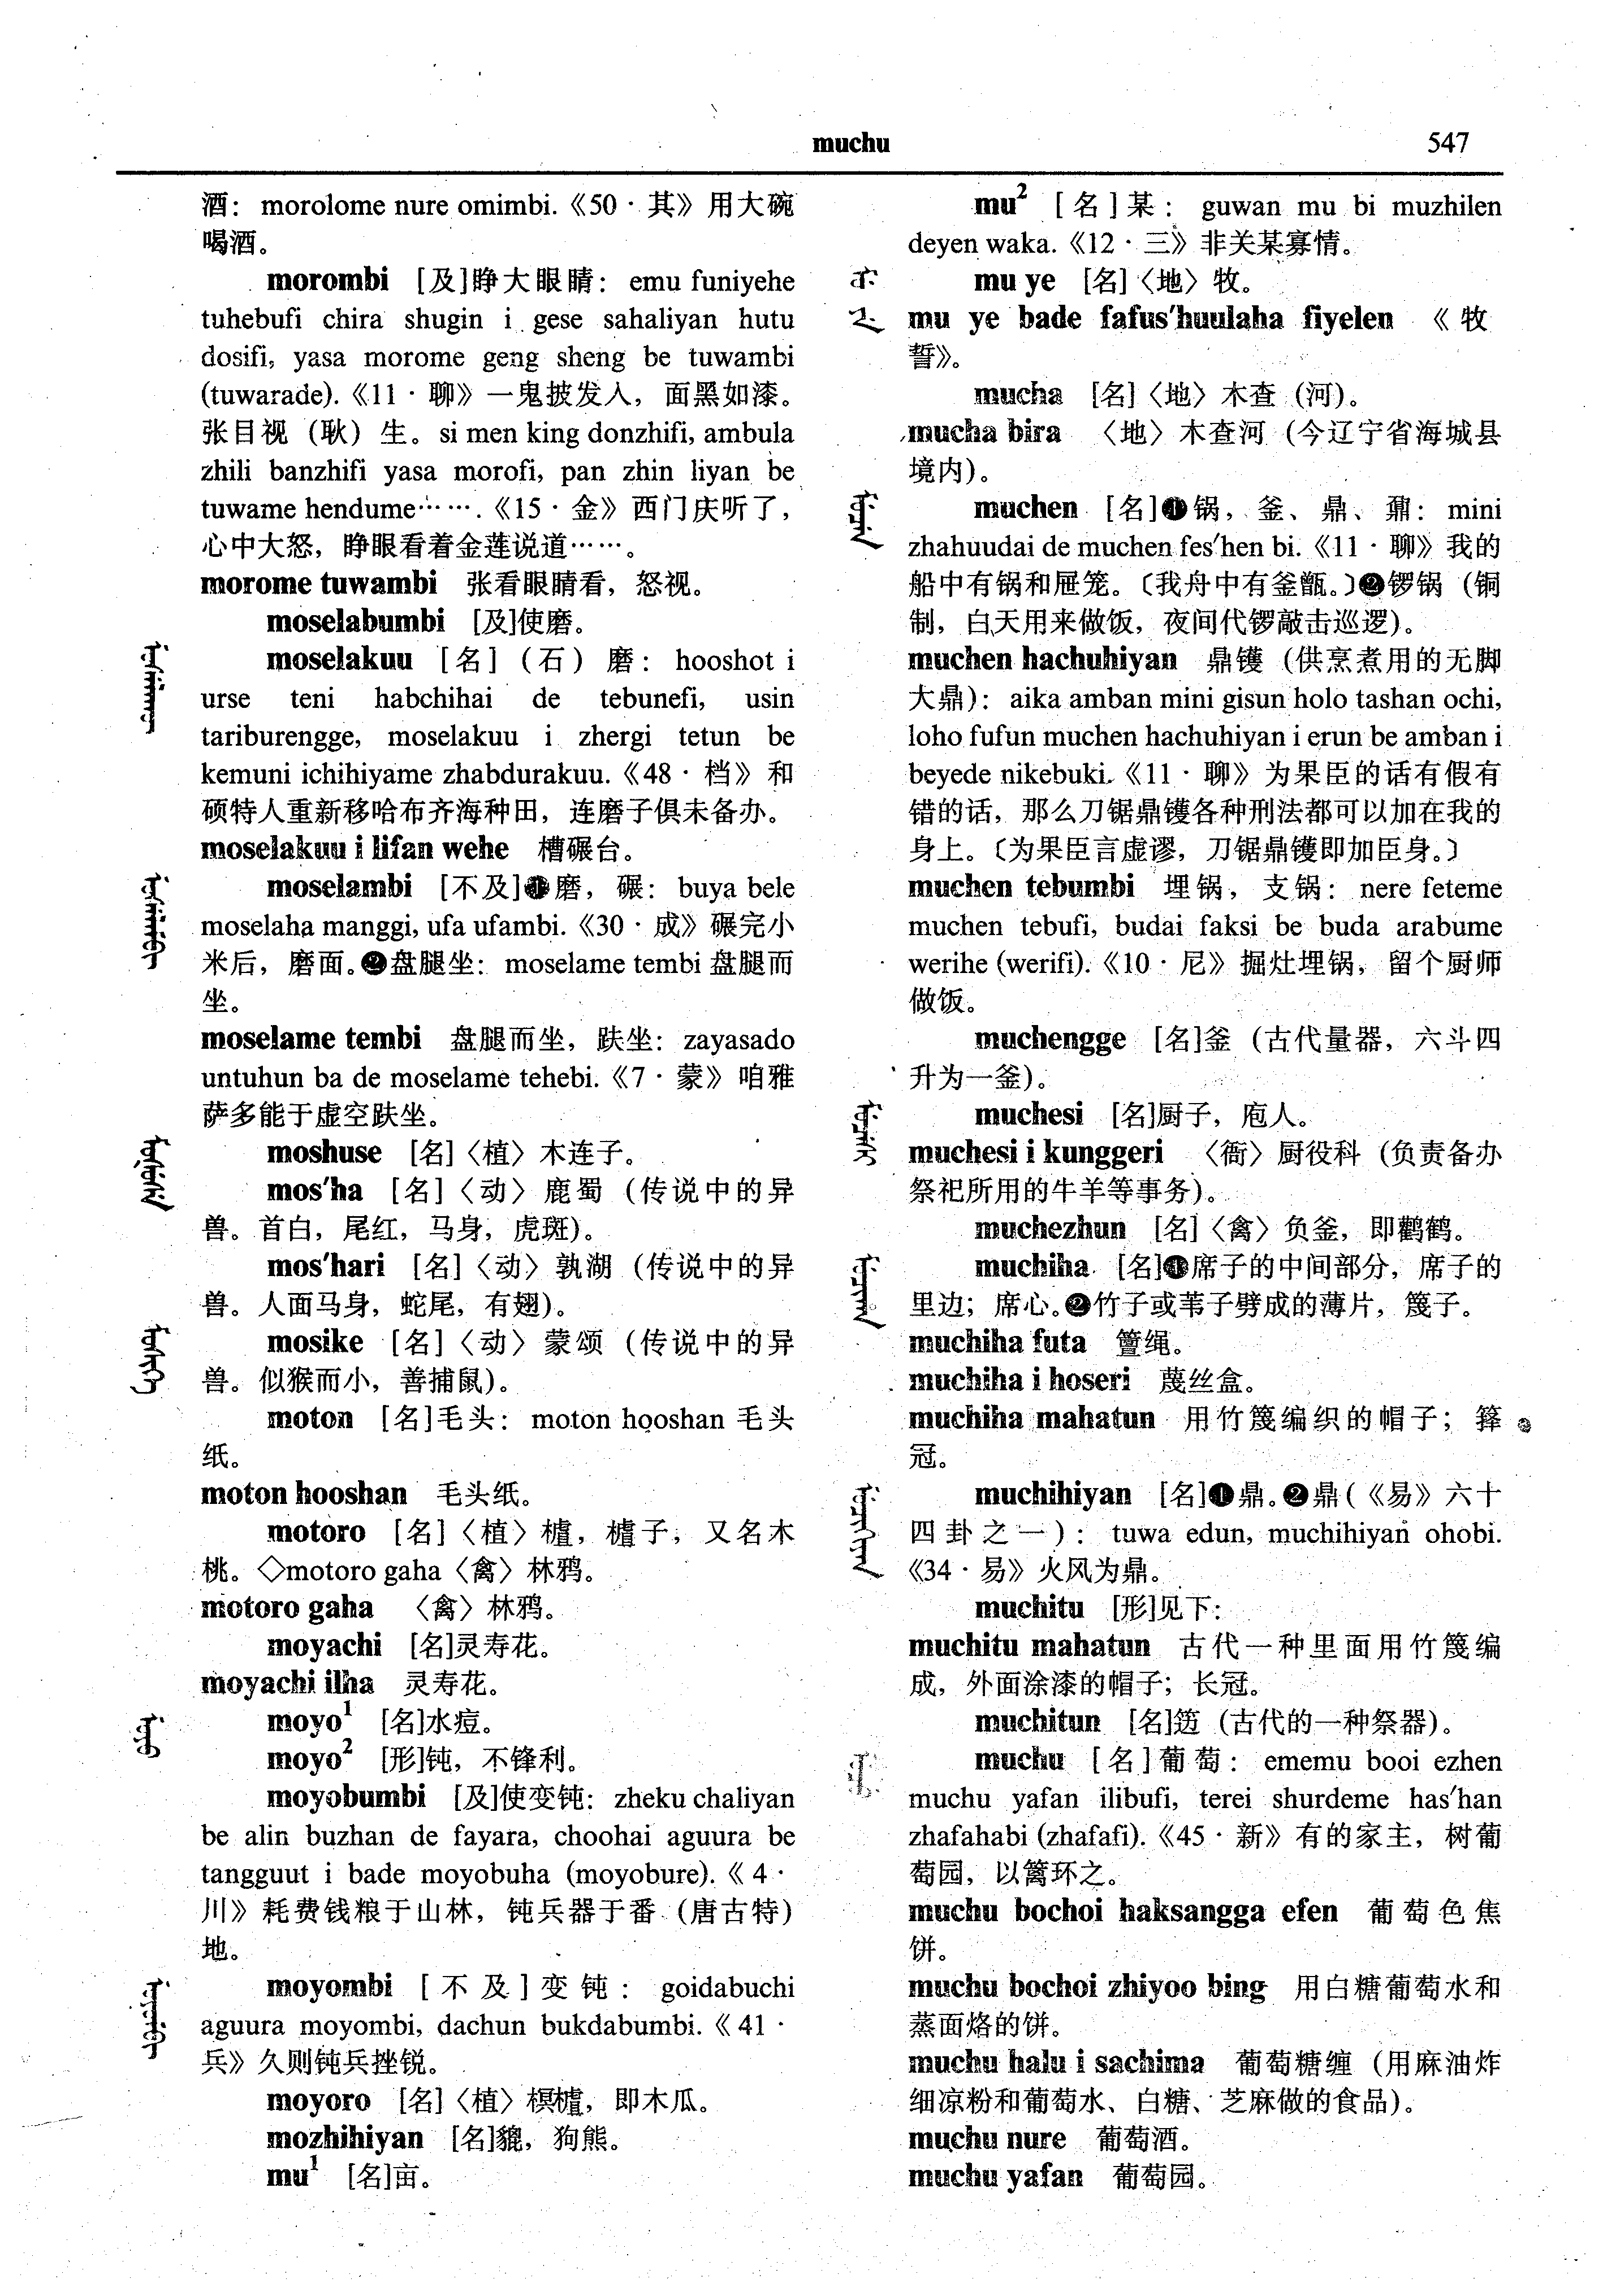 muchu 547
酒： morolome nure omimbi.《50 · 其》用大碗
喝酒。
morombi [及]睁大眼睛： emu funiyehe
tuhebufi chira shugin i gese sahaliyan hutu
dosifi, yasa morome geng sheng be tuwambi
(tuwarade).《11 · 聊》一鬼披发人，面黑如漆。
张目视（耿）生。si men king donzhifi, ambula
zhili banzhifi yasa morofi, pan zhin liyan be
tuwame hendume…….《15 · 金》西门庆听了，
心中大怒，睁眼看着金莲说道……。
morome tuwambi 张看眼睛看，怒视。
moselabumbi [及]使磨。
moselakuu [名]（石）磨： hooshot i
urse teni habchihai de tebunefi, usin
tariburengge, moselakuu i zhergi tetun be
kemuni ichihiyame zhabdurakuu.《48 · 档》和
硕特人重新移哈布齐海种田，连磨子俱未备办。
moselakuu i lifan wehe 槽碾台。
moselambi [不及]❶磨，碾： buya bele
moselaha manggi, ufa ufambi.《30 · 成》碾完小
米后，磨面。❷盘腿坐： moselame tembi 盘腿而
坐。
moselame tembi 盘腿而坐，趺坐： zayasado
untuhun ba de moselame tehebi.《7 · 蒙》咱雅
萨多能于虚空趺坐。
moshuse [名]〈植〉木连子。
mos'ha [名]〈动〉鹿蜀（传说中的异
兽。首白，尾红，马身，虎斑）。
mos'hari [名]〈动〉孰湖（传说中的异
兽。人面马身，蛇尾，有翅）。
mosike [名]〈动〉蒙颂（传说中的异
兽。似猴而小，善捕鼠）。
moton [名]毛头： moton hooshan 毛头
纸。
moton hooshan 毛头纸。
motoro [名]〈植〉樝，樝子，又名木
桃。◇motoro gaha〈禽〉林鸦。
motoro gaha 〈禽〉林鸦。
moyachi [名]灵寿花。
moyachi ilha 灵寿花。
moyo¹ [名]水痘。
moyo² [形]钝，不锋利。
moyobumbi [及]使变钝： zheku chaliyan
be alin buzhan de fayara, choohai aguura be
tangguut i bade moyobuha (moyobure).《4 ·
川》耗费钱粮于山林，钝兵器于番（唐古特）
地。
moyombi [不及]变钝： goidabuchi
aguura moyombi, dachun bukdabumbi.《41 ·
兵》久则钝兵挫锐。
moyoro [名]〈植〉榠樝，即木瓜。
mozhihiyan [名]貔，狗熊。
mu¹ [名]亩。
mu² [名]某： guwan mu bi muzhilen
deyen waka.《12 · 三》非关某寡情。
mu ye [名]〈地〉牧。
mu ye bade fafus'huulaha fiyelen 《牧
誓》。
mucha [名]〈地〉木查（河）。
mucha bira 〈地〉木查河（今辽宁省海城县
境内）。
muchen [名]❶锅，釜、鼎、鼐： mini
zhahuudai de muchen fes'hen bi.《11 · 聊》我的
船中有锅和屉笼。〔我舟中有釜甑。〕❷锣锅（铜
制，白天用来做饭，夜间代锣敲击巡逻）。
muchen hachuhiyan 鼎镬（供烹煮用的无脚
大鼎）： aika amban mini gisun holo tashan ochi,
loho fufun muchen hachuhiyan i erun be amban i
beyede nikebuki.《11 · 聊》为果臣的话有假有
错的话，那么刀锯鼎镬各种刑法都可以加在我的
身上。〔为果臣言虚谬，刀锯鼎镬即加臣身。〕
muchen tebumbi 埋锅，支锅： nere feteme
muchen tebufi, budai faksi be buda arabume
werihe (werifi).《10 · 尼》掘灶埋锅，留个厨师
做饭。
muchengge [名]釜（古代量器，六斗四
升为一釜）。
muchesi [名]厨子，庖人。
muchesi i kunggeri 〈衙〉厨役科（负责备办
祭祀所用的牛羊等事务）。
muchezhun [名]〈禽〉负釜，即鹳鹤。
muchiha [名]❶席子的中间部分，席子的
里边；席心。❷竹子或苇子劈成的薄片，篾子。
muchiha futa 簟绳。
muchiha i hoseri 蔑丝盒。
muchiha mahatun 用竹篾编织的帽子；箨
冠。
muchihiyan [名]❶鼎。❷鼎（《易》六十
四卦之一）： tuwa edun, muchihiyan ohobi.
《34 · 易》火风为鼎。
muchitu [形]见下：
muchitu mahatun 古代一种里面用竹篾编
成，外面涂漆的帽子；长冠。
muchitun [名]笾（古代的一种祭器）。
muchu [名]葡萄： ememu booi ezhen
muchu yafan ilibufi, terei shurdeme has'han
zhafahabi (zhafafi).《45 · 新》有的家主，树葡
萄园，以篱环之。
muchu bochoi haksangga efen 葡萄色焦
饼。
muchu bochoi zhiyoo bing 用白糖葡萄水和
蒸面烙的饼。
muchu halu i sachima 葡萄糖缠（用麻油炸
细凉粉和葡萄水、白糖、芝麻做的食品）。
muchu nure 葡萄酒。
muchu yafan 葡萄园。